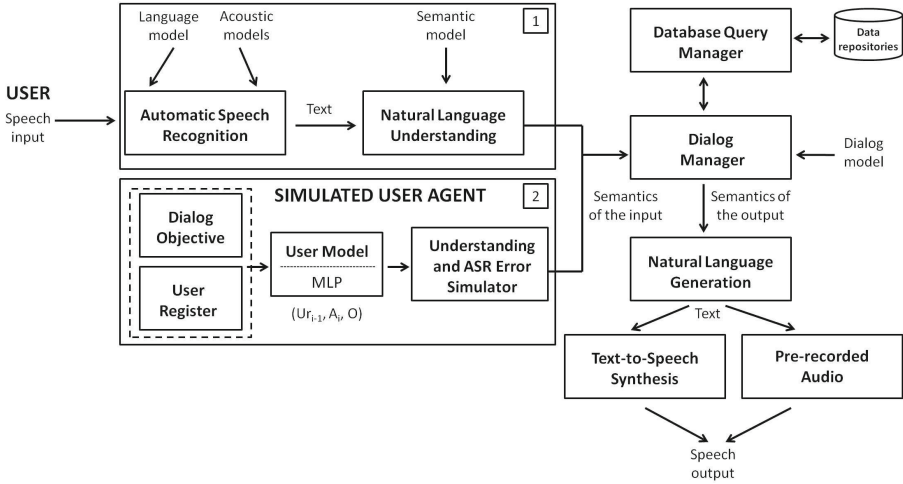 Language
model
Acoustic
models
Semantic
model
1
USER
Speech
input
Automatic Speech
Recognition
Text
Natural Language
Understanding
Database Query
Manager
Data
repositories
Dialog
Manager
Dialog
model
SIMULATED USER AGENT
2
Dialog
Objective
User
Register
User Model
MLP
(Uri-1, Ai, O)
Understanding
and ASR Error
Simulator
Semantics
of the input
Semantics of
the output
Natural Language
Generation
Text
Text-to-Speech
Synthesis
Pre-recorded
Audio
Speech
output